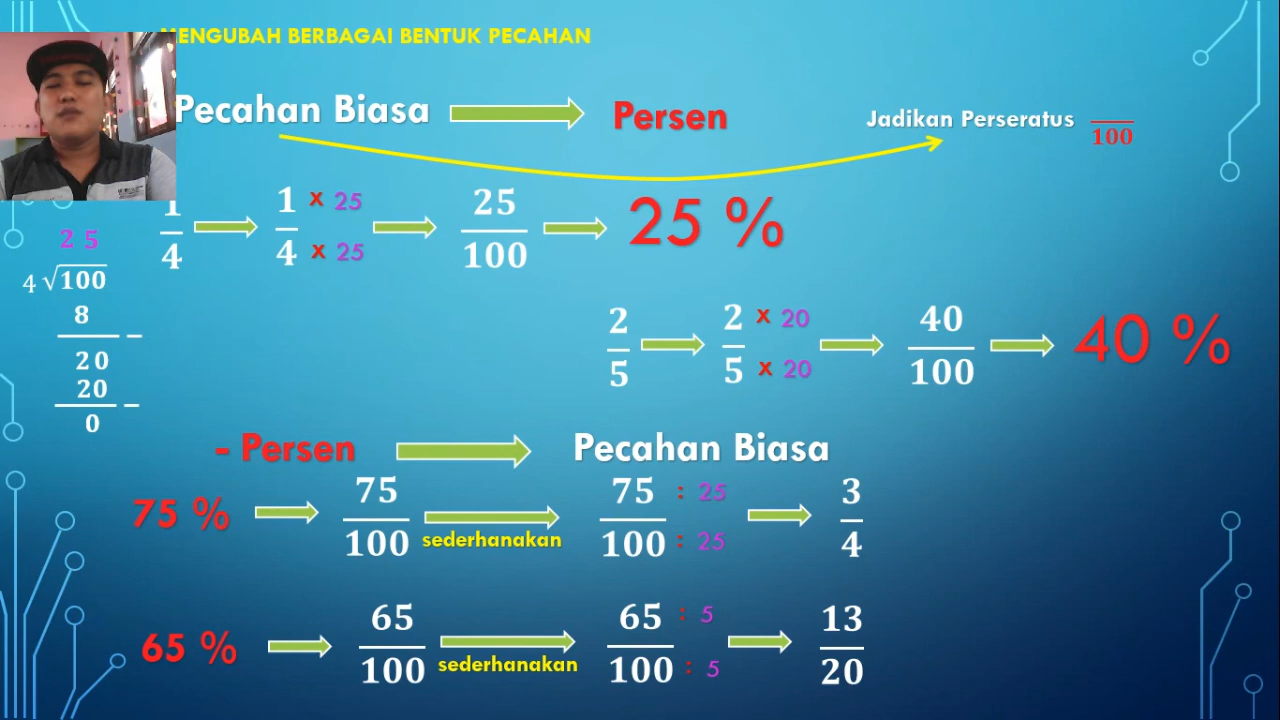 MENGUBAH BERBAGAI BENTUK PECAHAN
Pecahan Biasa Persen Jadikan Perseratus /100
1/4 1 x 25 / 4 x 25 25/100 25 %
2 5
4 √100
8
20
20
0
2/5 2 x 20 / 5 x 20 40/100 40 %
- Persen Pecahan Biasa
75 % 75/100 sederhanakan 75 : 25 / 100 : 25 3/4
65 % 65/100 sederhanakan 65 : 5 / 100 : 5 13/20